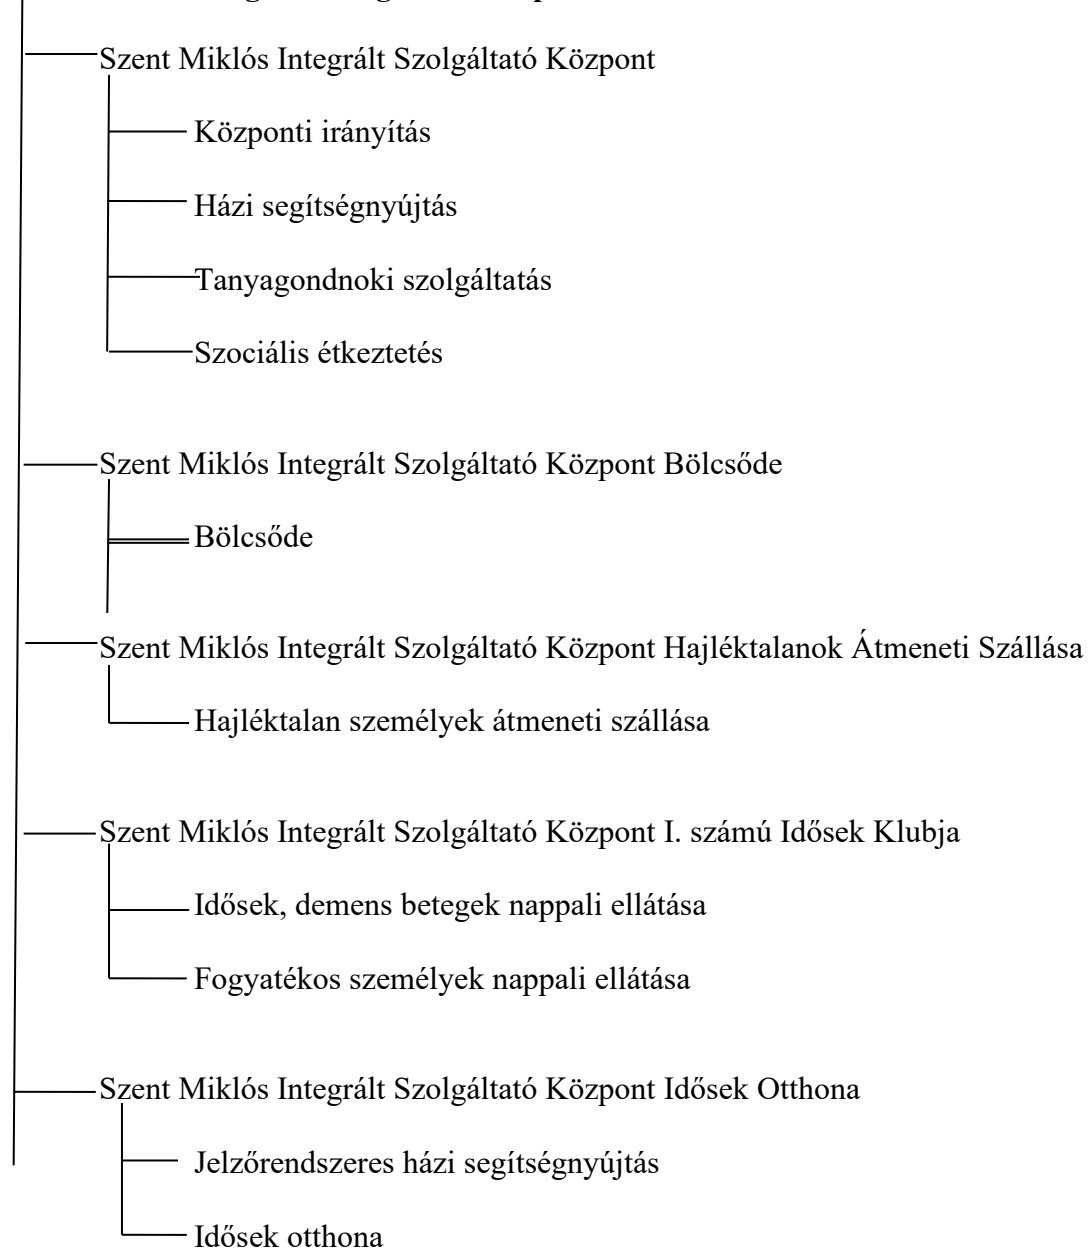 Szent Miklós Integrált Szolgáltató Központ
Központi irányítás
Házi segítségnyújtás
Tanyagondnoki szolgáltatás
Szociális étkeztetés
Szent Miklós Integrált Szolgáltató Központ Bölcsőde
Bölcsőde
Szent Miklós Integrált Szolgáltató Központ Hajléktalanok Átmeneti Szállása
Hajléktalan személyek átmeneti szállása
Szent Miklós Integrált Szolgáltató Központ I. számú Idősek Klubja
Idősek, demens betegek nappali ellátása
Fogyatékos személyek nappali ellátása
Szent Miklós Integrált Szolgáltató Központ Idősek Otthona
Jelzőrendszeres házi segítségnyújtás
Idősek otthona